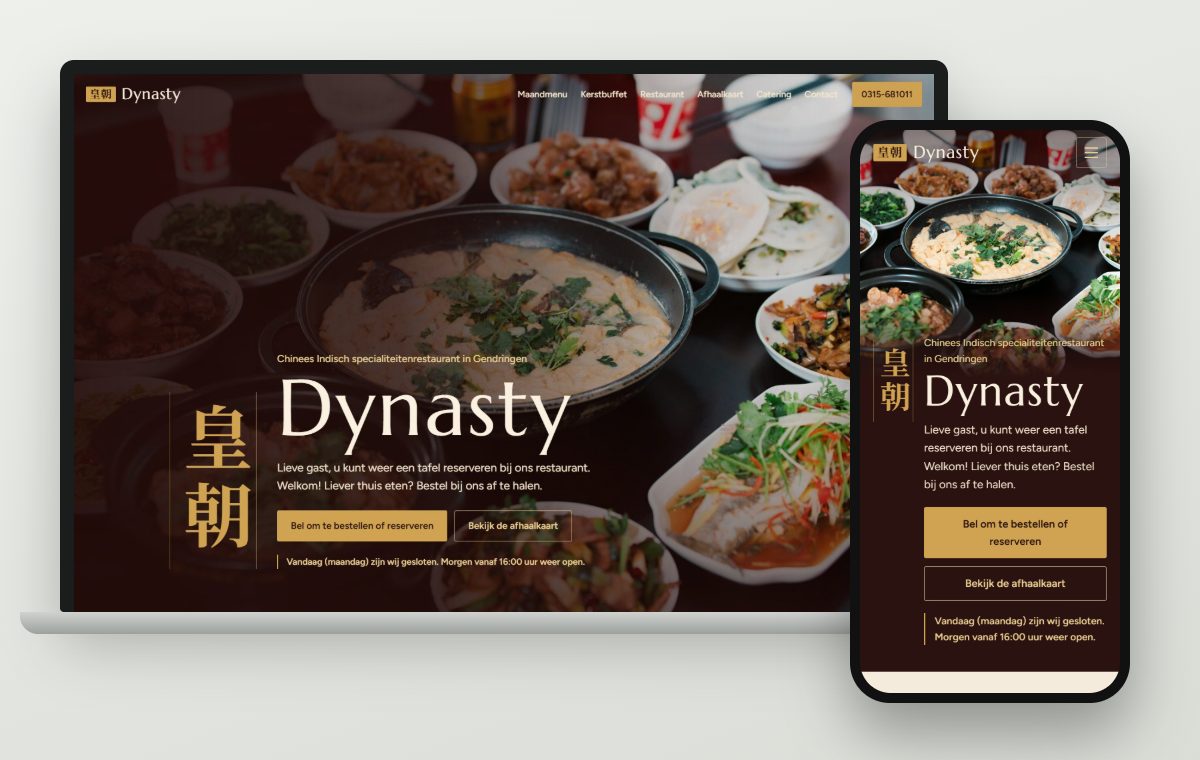 皇朝 Dynasty
Maandmenu Kerstbuffet Restaurant Afhaalkaart Catering Contact 0315-681011
Chinees Indisch specialiteitenrestaurant in Gendringen
皇朝
Dynasty
Lieve gast, u kunt weer een tafel reserveren bij ons restaurant.
Welkom! Liever thuis eten? Bestel bij ons af te halen.
Bel om te bestellen of reserveren
Bekijk de afhaalkaart
Vandaag (maandag) zijn wij gesloten. Morgen vanaf 16:00 uur weer open.
皇朝 Dynasty
Chinees Indisch specialiteitenrestaurant
in Gendringen
皇朝
Dynasty
Lieve gast, u kunt weer een tafel
reserveren bij ons restaurant.
Welkom! Liever thuis eten? Bestel
bij ons af te halen.
Bel om te bestellen of
reserveren
Bekijk de afhaalkaart
Vandaag (maandag) zijn wij gesloten.
Morgen vanaf 16:00 uur weer open.